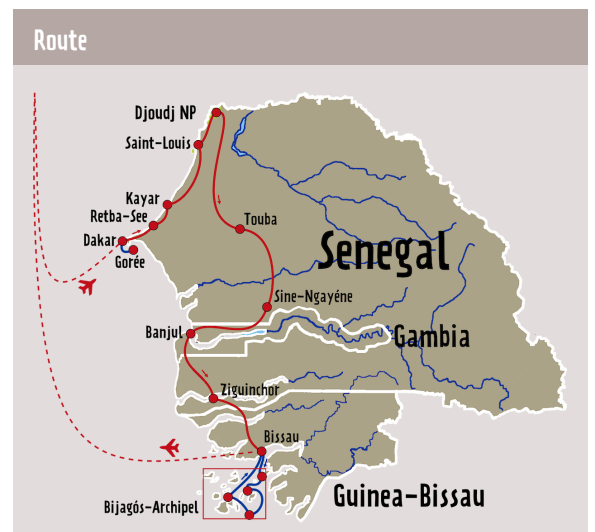 Route
Djoudj NP
Saint-Louis
Kayar
Retba-See
Touba
Dakar
Gorée
Senegal
Sine-Ngayéne
Banjul
Gambia
Ziguinchor
Bissau
Bijagós-Archipel
Guinea-Bissau